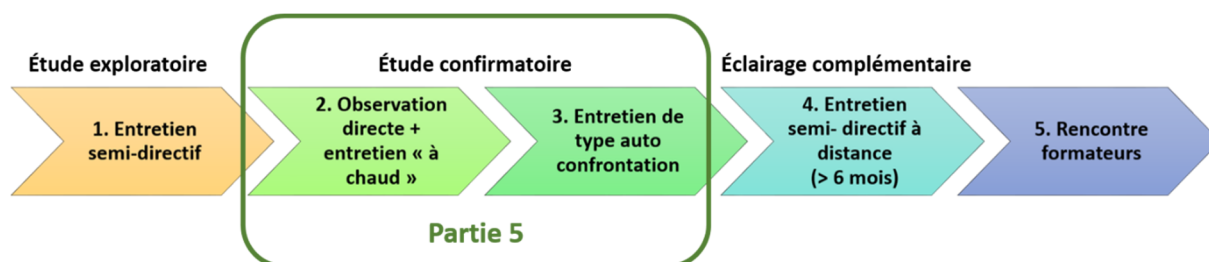 Étude exploratoire
Étude confirmatoire
Éclairage complémentaire
1. Entretien
semi-directif
2. Observation
directe +
entretien « à
chaud »
3. Entretien de
type auto
confrontation
4. Entretien
semi- directif à
distance
(> 6 mois)
5. Rencontre
formateurs
Partie 5